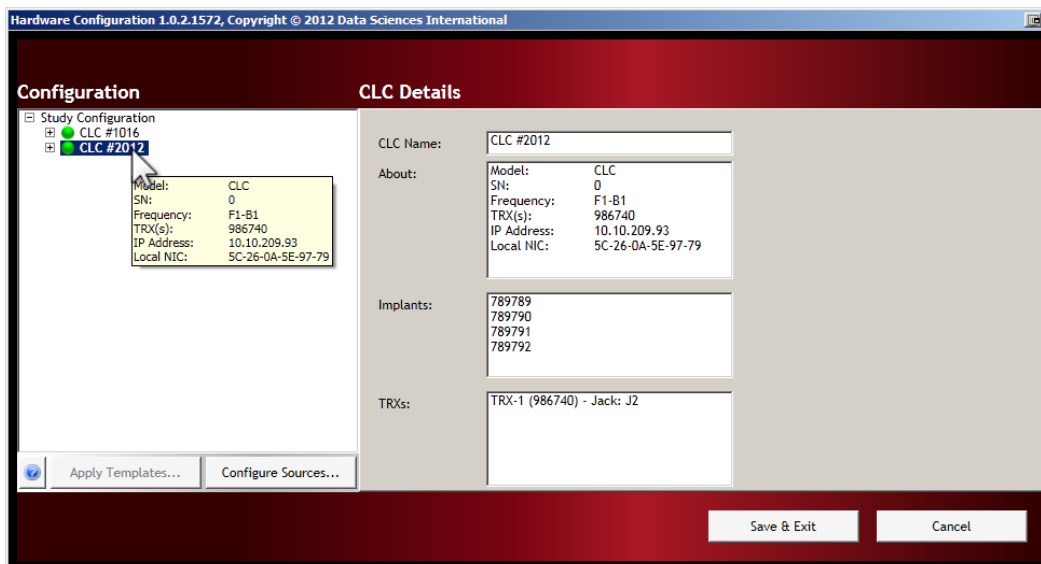 Hardware Configuration 1.0.2.1572, Copyright © 2012 Data Sciences International
Configuration
Study Configuration
CLC #1016
CLC #2012
Model: CLC
SN: 0
Frequency: F1-B1
TRX(s): 986740
IP Address: 10.10.209.93
Local NIC: 5C-26-0A-5E-97-79
Apply Templates...
Configure Sources...
CLC Details
CLC Name: CLC #2012
About:
Model: CLC
SN: 0
Frequency: F1-B1
TRX(s): 986740
IP Address: 10.10.209.93
Local NIC: 5C-26-0A-5E-97-79
Implants:
789789
789790
789791
789792
TRXs:
TRX-1 (986740) - Jack: J2
Save & Exit
Cancel